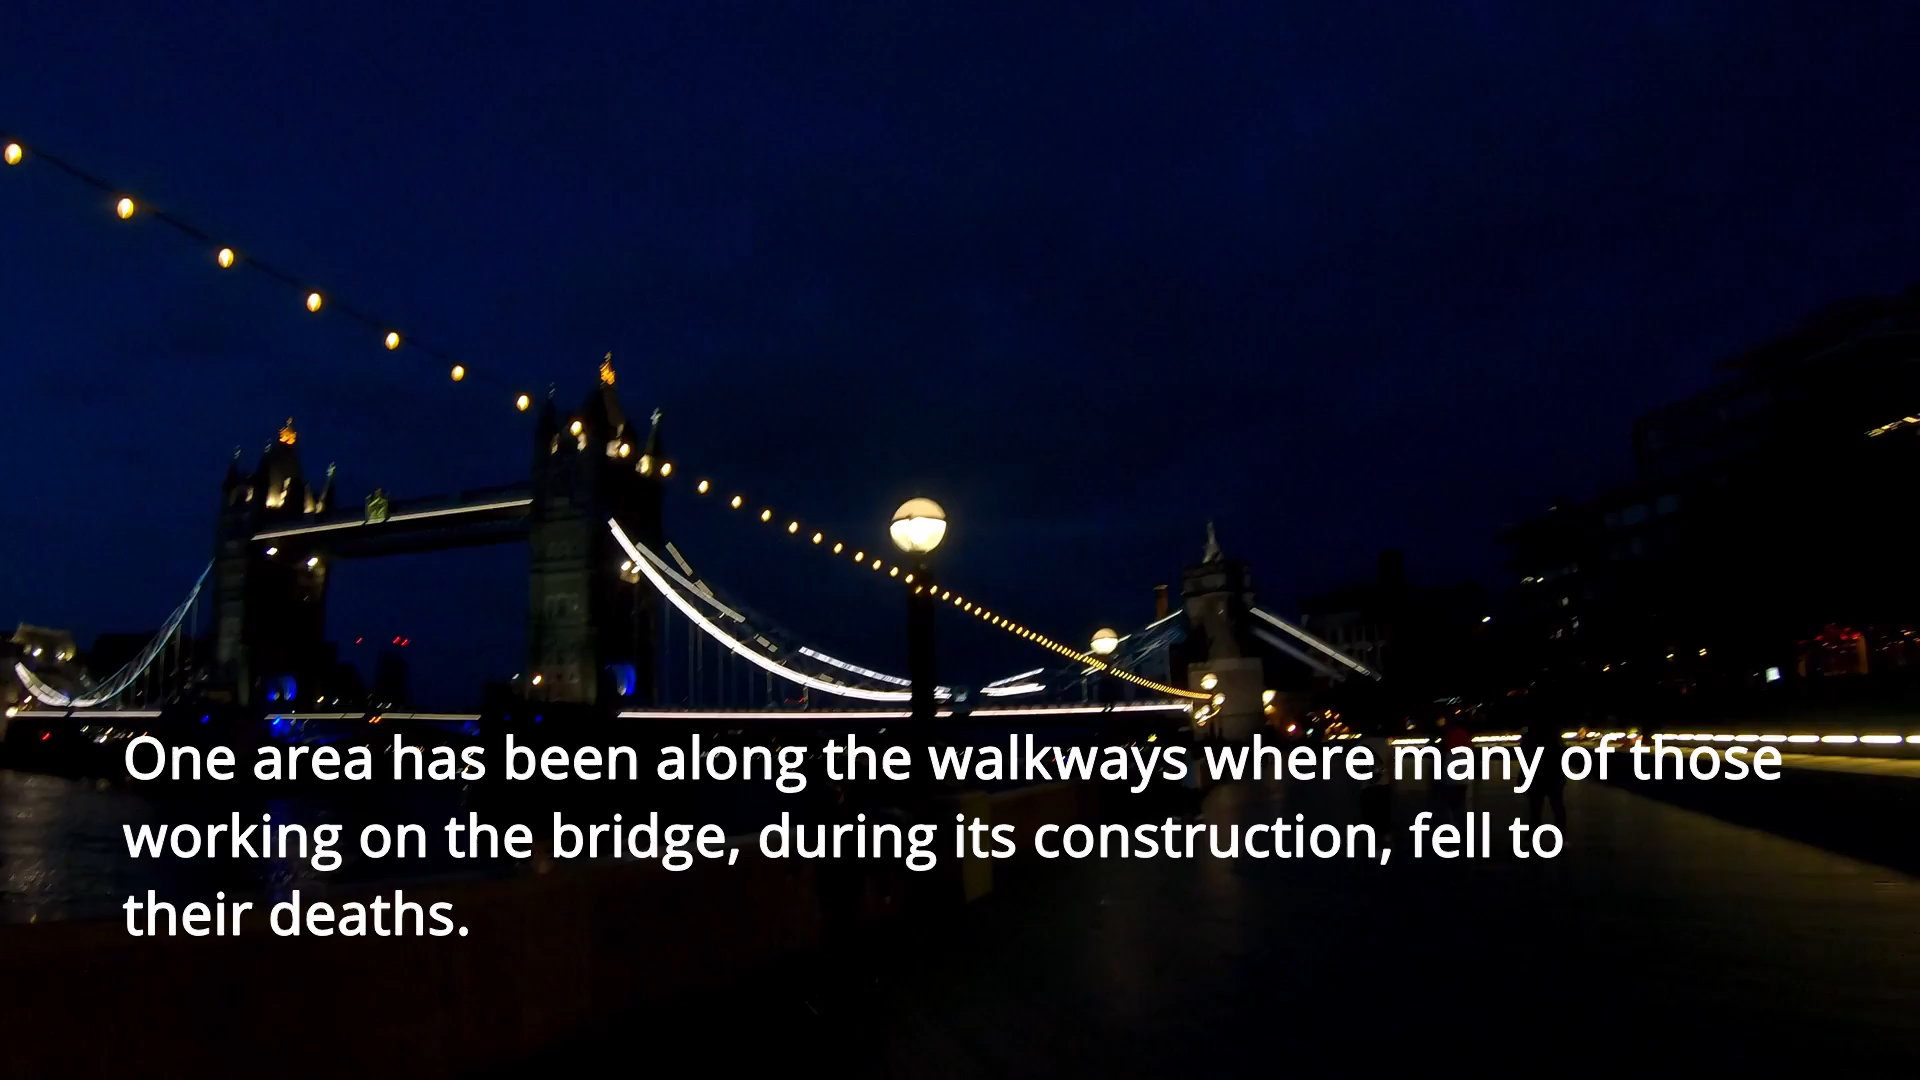 One area has been along the walkways where many of those
working on the bridge, during its construction, fell to
their deaths.